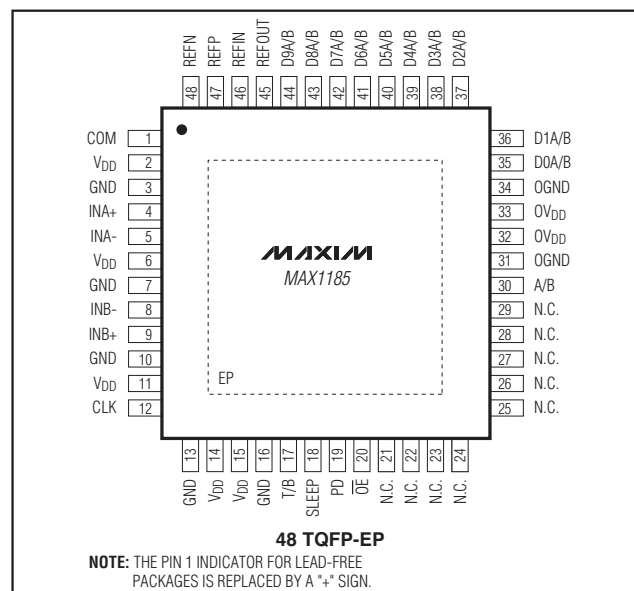 REFN REFP REFIN REFOUT D9A/B D8A/B D7A/B D6A/B D5A/B D4A/B D3A/B D2A/B
48 47 46 45 44 43 42 41 40 39 38 37
COM 1 36 D1A/B
VDD 2 35 D0A/B
GND 3 34 OGND
INA+ 4 33 OVDD
INA- 5 32 OVDD
VDD 6 31 OGND
GND 7 30 A/B
INB- 8 29 N.C.
INB+ 9 28 N.C.
GND 10 27 N.C.
VDD 11 26 N.C.
CLK 12 25 N.C.
MAXIM
MAX1185
EP
13 14 15 16 17 18 19 20 21 22 23 24
GND VDD VDD GND T/B SLEEP PD O̅E̅ N.C. N.C. N.C. N.C.
48 TQFP-EP
NOTE: THE PIN 1 INDICATOR FOR LEAD-FREE
PACKAGES IS REPLACED BY A "+" SIGN.